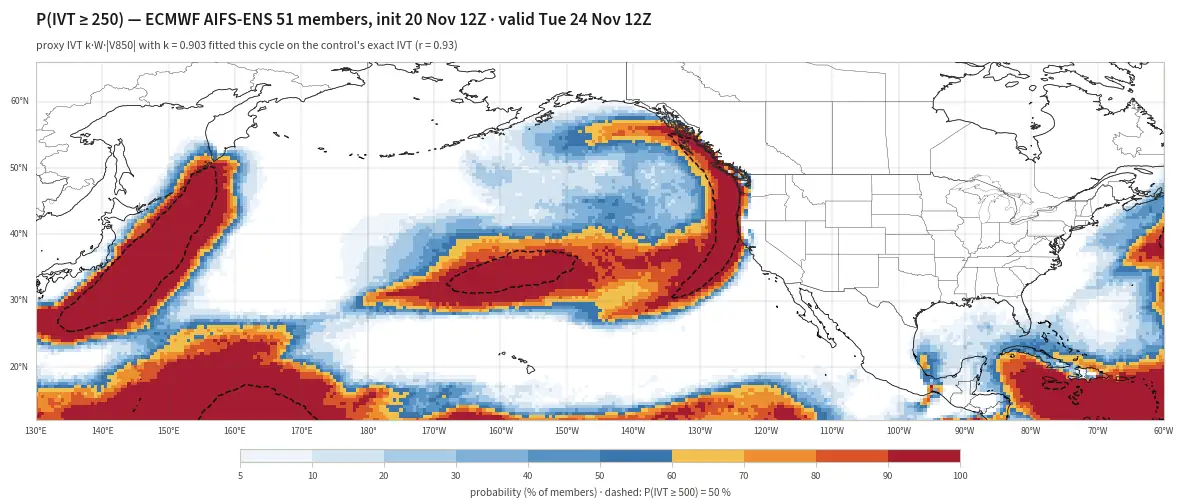 P(IVT ≥ 250) — ECMWF AIFS-ENS 51 members, init 20 Nov 12Z · valid Tue 24 Nov 12Z
proxy IVT k·W·|V850| with k = 0.903 fitted this cycle on the control's exact IVT (r = 0.93)
60°N
50°N
40°N
30°N
20°N
130°E 140°E 150°E 160°E 170°E 180° 170°W 160°W 150°W 140°W 130°W 120°W 110°W 100°W 90°W 80°W 70°W 60°W
5 10 20 30 40 50 60 70 80 90 100
probability (% of members) · dashed: P(IVT ≥ 500) = 50 %